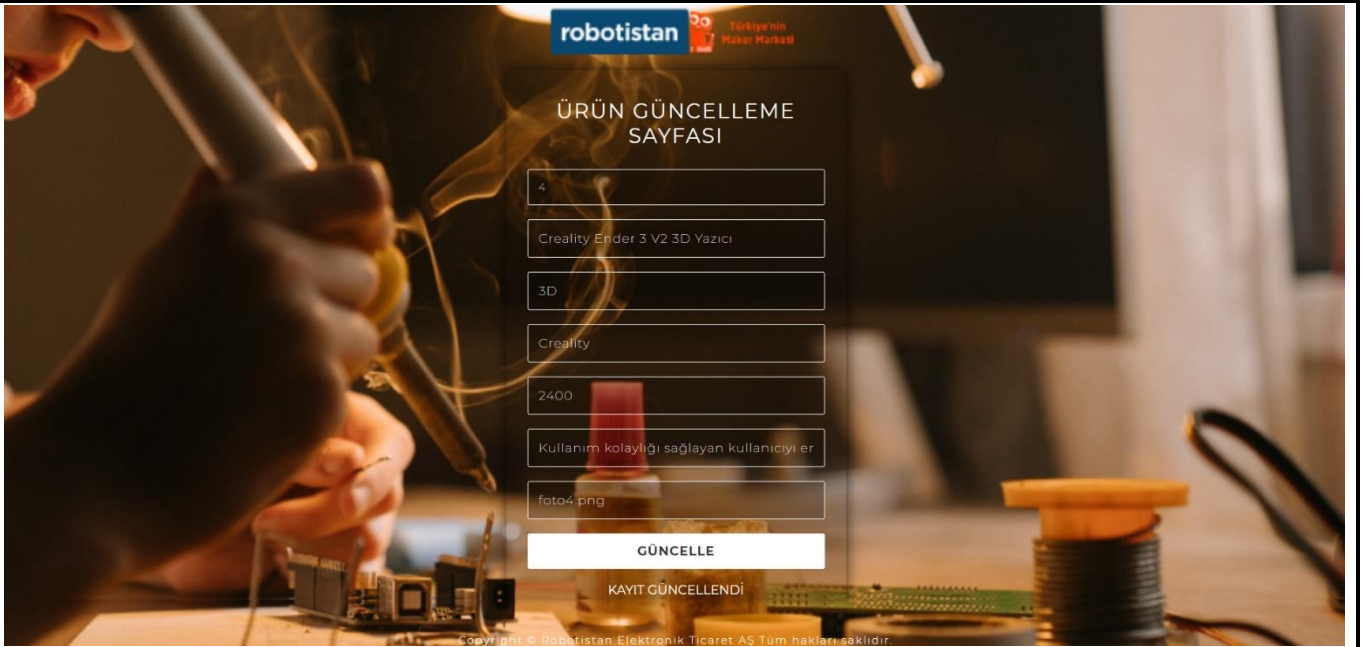 robotistan
Türkiye'nin
Maker Marketi
ÜRÜN GÜNCELLEME
SAYFASI
4
Creality Ender 3 V2 3D Yazıcı
3D
Creality
2400
Kullanım kolaylığı sağlayan kullanıcıyı er
foto4.png
GÜNCELLE
KAYIT GÜNCELLENDİ
Copyright © Robotistan Elektronik Ticaret AŞ Tüm hakları saklıdır.